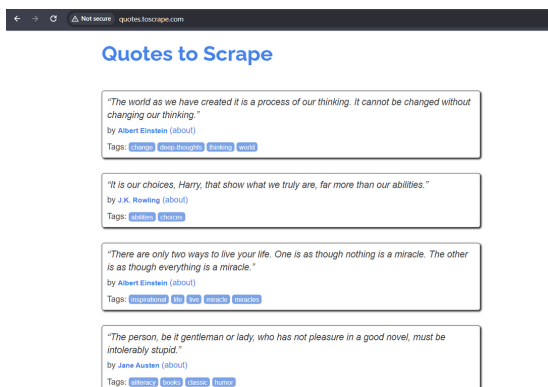 Not secure quotes.toscrape.com
Quotes to Scrape
“The world as we have created it is a process of our thinking. It cannot be changed without
changing our thinking.”
by Albert Einstein (about)
Tags: change deep-thoughts thinking world
“It is our choices, Harry, that show what we truly are, far more than our abilities.”
by J.K. Rowling (about)
Tags: abilities choices
“There are only two ways to live your life. One is as though nothing is a miracle. The other
is as though everything is a miracle.”
by Albert Einstein (about)
Tags: inspirational life live miracle miracles
“The person, be it gentleman or lady, who has not pleasure in a good novel, must be
intolerably stupid.”
by Jane Austen (about)
Tags: aliteracy books classic humor